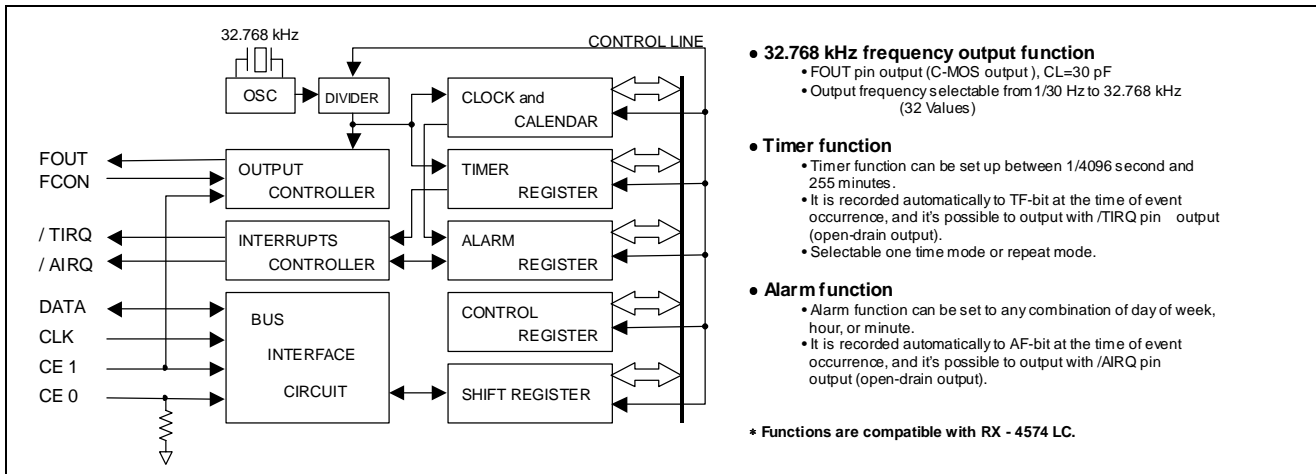 32.768 kHz
CONTROL LINE
OSC
DIVIDER
CLOCK and
CALENDAR
FOUT
FCON
OUTPUT
CONTROLLER
TIMER
REGISTER
/ TIRQ
/ AIRQ
INTERRUPTS
CONTROLLER
ALARM
REGISTER
DATA
CLK
CE 1
CE 0
BUS
INTERFACE
CIRCUIT
CONTROL
REGISTER
SHIFT REGISTER
• 32.768 kHz frequency output function
• FOUT pin output (C-MOS output ), CL=30 pF
• Output frequency selectable from 1/30 Hz to 32.768 kHz
(32 Values)
• Timer function
• Timer function can be set up between 1/4096 second and
255 minutes.
• It is recorded automatically to TF-bit at the time of event
occurrence, and it's possible to output with /TIRQ pin output
(open-drain output).
• Selectable one time mode or repeat mode.
• Alarm function
• Alarm function can be set to any combination of day of week,
hour, or minute.
• It is recorded automatically to AF-bit at the time of event
occurrence, and it's possible to output with /AIRQ pin
output (open-drain output).
* Functions are compatible with RX - 4574 LC.